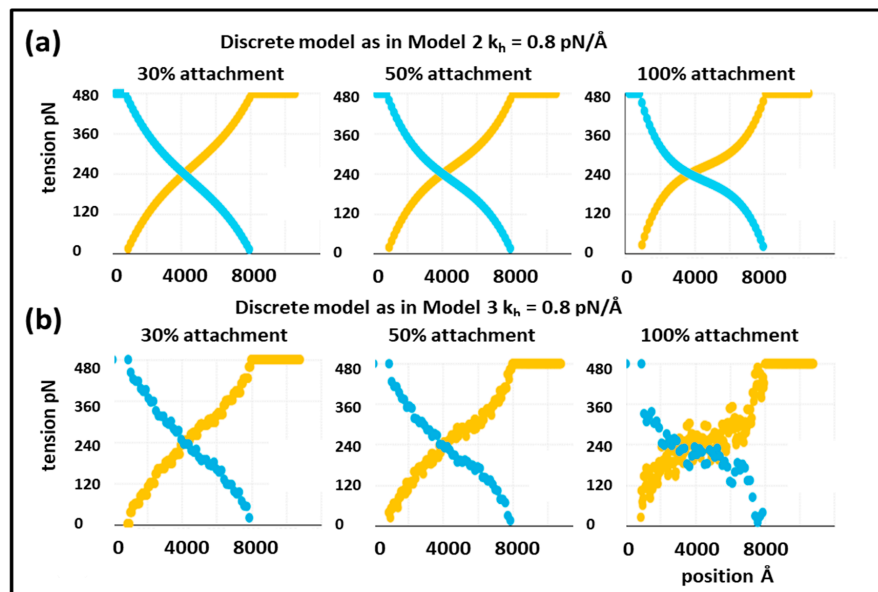 (a)
Discrete model as in Model 2 kh = 0.8 pN/Å
30% attachment 50% attachment 100% attachment
tension pN
480 480 480
360 360 360
240 240 240
120 120 120
0 0 0
0 4000 8000 0 4000 8000 0 4000 8000
(b)
Discrete model as in Model 3 kh = 0.8 pN/Å
30% attachment 50% attachment 100% attachment
tension pN
480 480 480
360 360 360
240 240 240
120 120 120
0 0 0
0 4000 8000 0 4000 8000 0 4000 8000
position Å